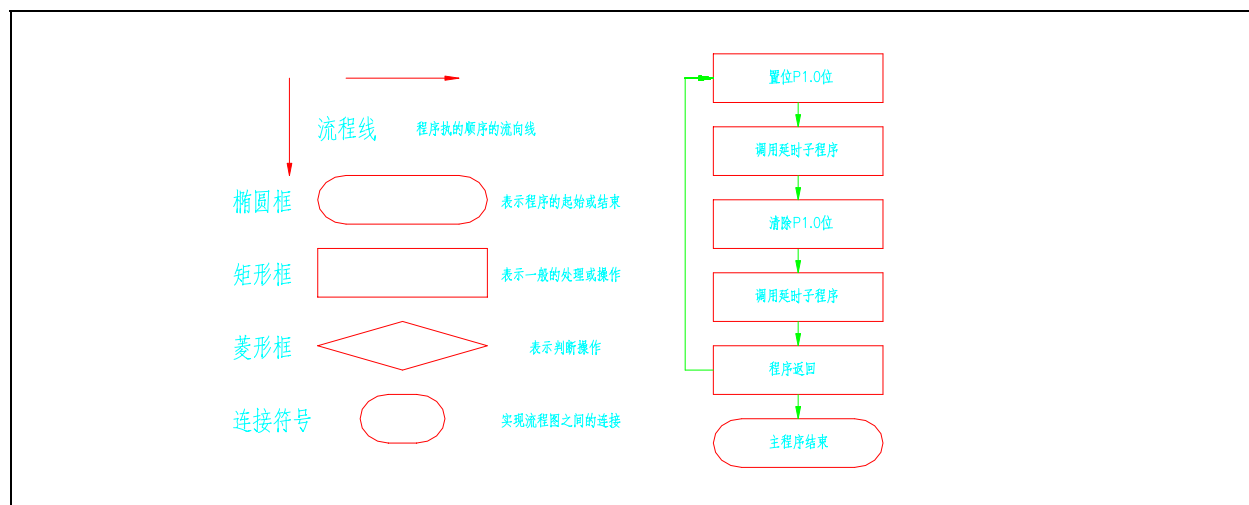 流程线 程序执的顺序的流向线
椭圆框 表示程序的起始或结束
矩形框 表示一般的处理或操作
菱形框 表示判断操作
连接符号 实现流程图之间的连接
置位P1.0位
调用延时子程序
清除P1.0位
调用延时子程序
程序返回
主程序结束